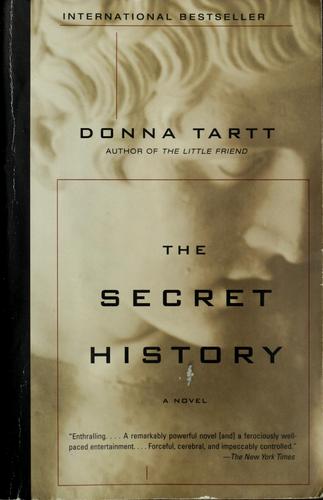 INTERNATIONAL BESTSELLER
DONNA TARTT
AUTHOR OF THE LITTLE FRIEND
THE
SECRET
HISTORY
A NOVEL
"Enthralling. . . . A remarkably powerful novel [and] a ferociously well-
paced entertainment. . . . Forceful, cerebral, and impeccably controlled."
—The New York Times